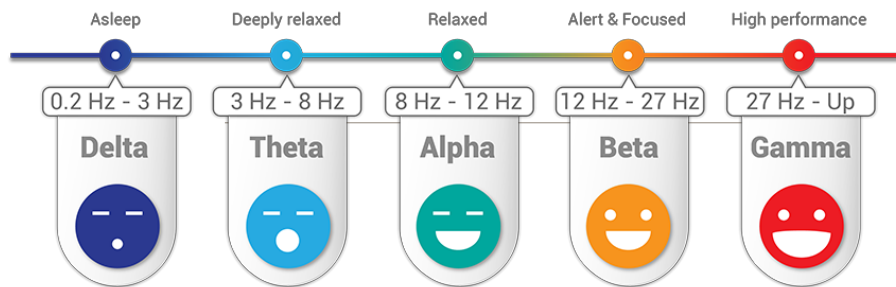 Asleep
Deeply relaxed
Relaxed
Alert & Focused
High performance
0.2 Hz - 3 Hz
3 Hz - 8 Hz
8 Hz - 12 Hz
12 Hz - 27 Hz
27 Hz - Up
Delta
Theta
Alpha
Beta
Gamma